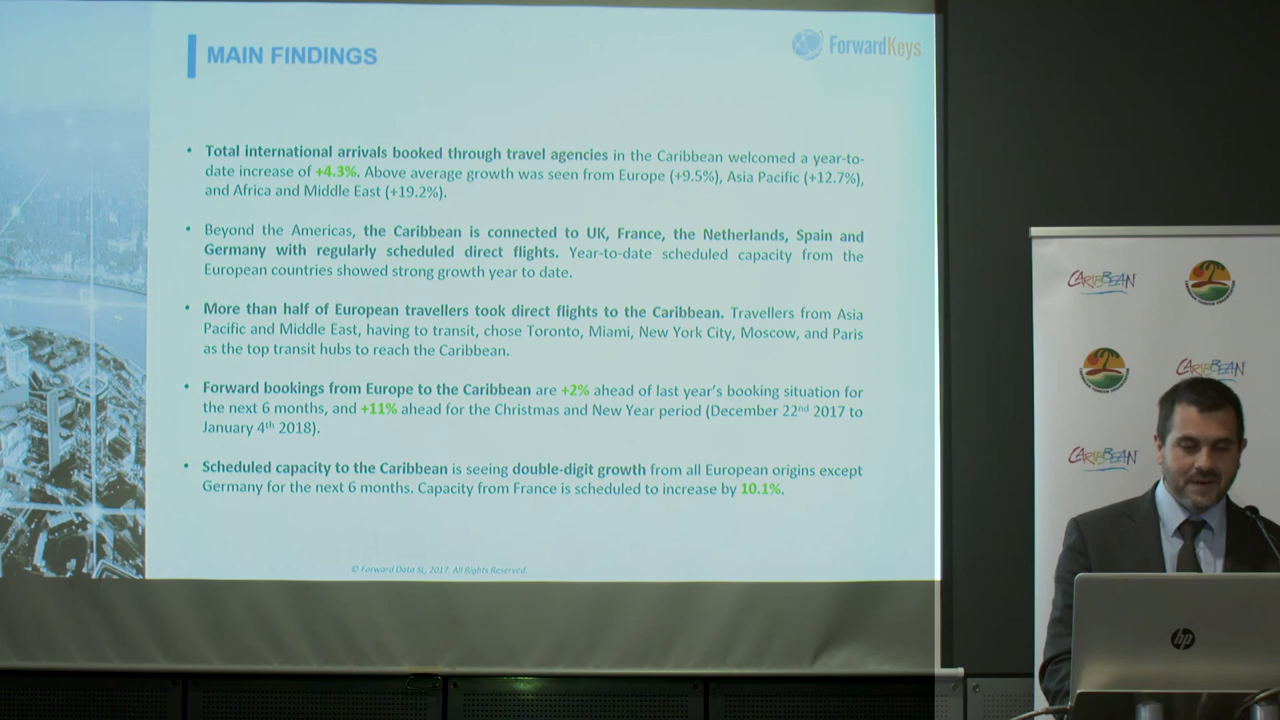 MAIN FINDINGS
ForwardKeys
• Total international arrivals booked through travel agencies in the Caribbean welcomed a year-to-
date increase of +4.3%. Above average growth was seen from Europe (+9.5%), Asia Pacific (+12.7%),
and Africa and Middle East (+19.2%).
• Beyond the Americas, the Caribbean is connected to UK, France, the Netherlands, Spain and
Germany with regularly scheduled direct flights. Year-to-date scheduled capacity from the
European countries showed strong growth year to date.
• More than half of European travellers took direct flights to the Caribbean. Travellers from Asia
Pacific and Middle East, having to transit, chose Toronto, Miami, New York City, Moscow, and Paris
as the top transit hubs to reach the Caribbean.
• Forward bookings from Europe to the Caribbean are +2% ahead of last year's booking situation for
the next 6 months, and +11% ahead for the Christmas and New Year period (December 22nd 2017 to
January 4th 2018).
• Scheduled capacity to the Caribbean is seeing double-digit growth from all European origins except
Germany for the next 6 months. Capacity from France is scheduled to increase by 10.1%.
© Forward Data SL, 2017. All Rights Reserved.
CARIBBEAN
CARIBBEAN
CARIBBEAN
hp